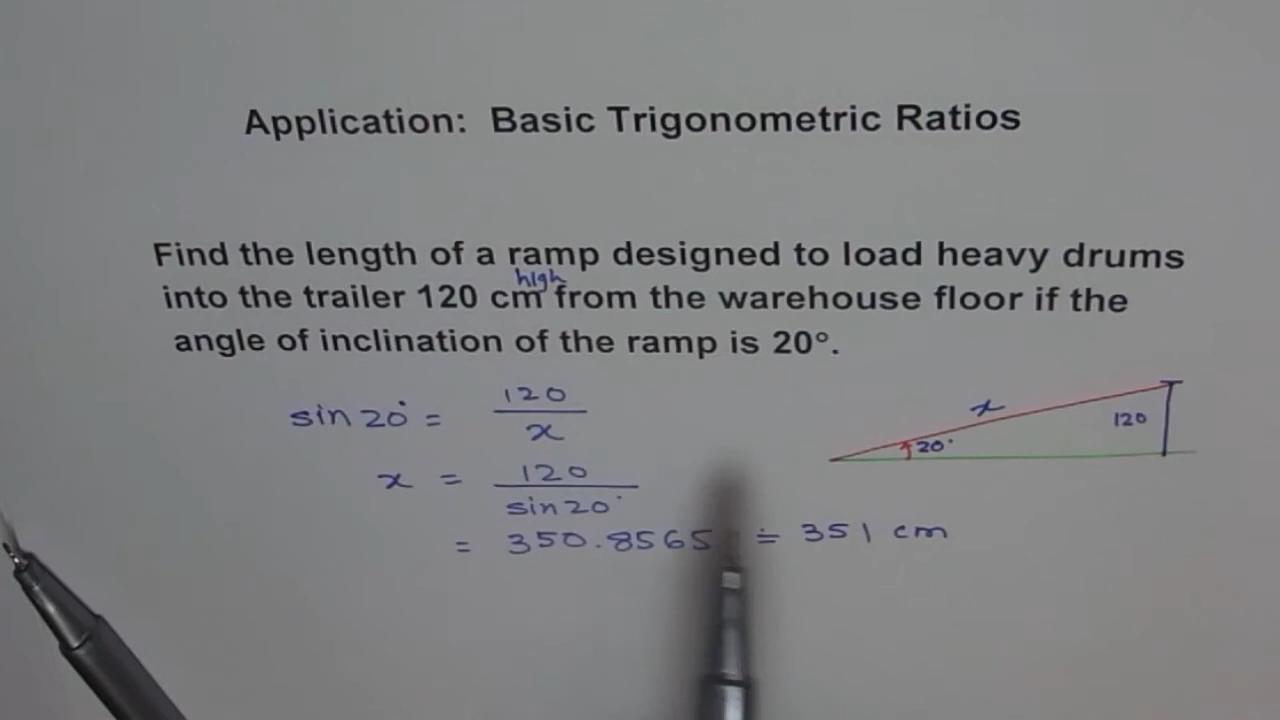 Application: Basic Trigonometric Ratios
Find the length of a ramp designed to load heavy drums
high
into the trailer 120 cm from the warehouse floor if the
angle of inclination of the ramp is 20°.
sin 20° = 120 / x
x = 120 / sin 20°
= 350.8565 ≐ 351 cm
x
120
20°